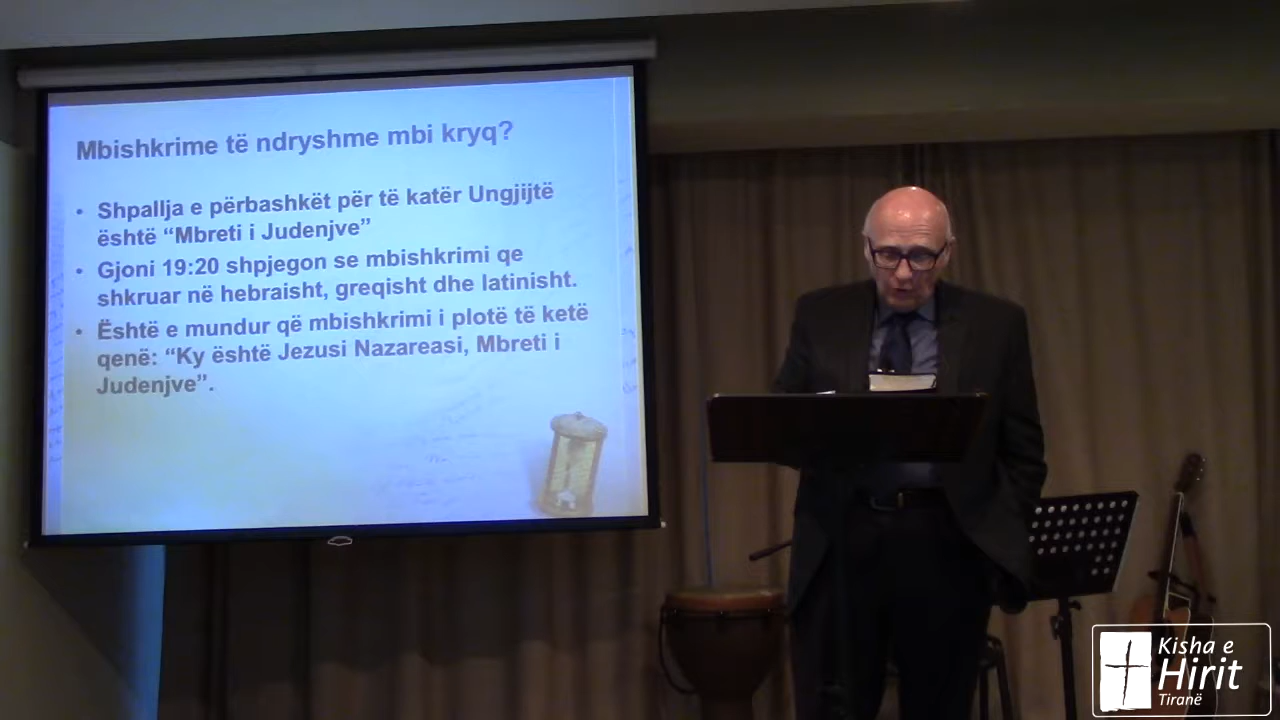 Mbishkrime të ndryshme mbi kryq?
• Shpallja e përbashkët për të katër Ungjijtë
është “Mbreti i Judenjve”
• Gjoni 19:20 shpjegon se mbishkrimi qe
shkruar në hebraisht, greqisht dhe latinisht.
• Është e mundur që mbishkrimi i plotë të ketë
qenë: “Ky është Jezusi Nazareasi, Mbreti i
Judenjve”.
Kisha e
Hirit
Tiranë